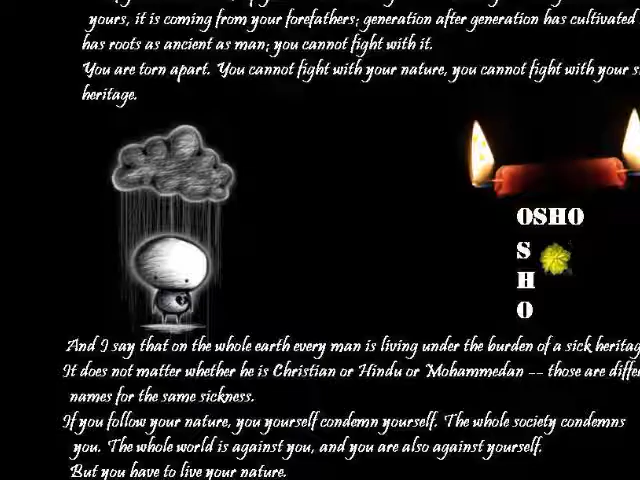 yours, it is coming from your forefathers; generation after generation has cultivated
has roots as ancient as man; you cannot fight with it.
You are torn apart. You cannot fight with your nature, you cannot fight with your
heritage.
OSHO
S
H
O
And I say that on the whole earth every man is living under the burden of a sick
It does not matter whether he is Christian or Hindu or Mohammedan -- those are
names for the same sickness.
If you follow your nature, you yourself condemn yourself. The whole society condemns
you. The whole world is against you, and you are also against yourself.
But you have to live your nature.